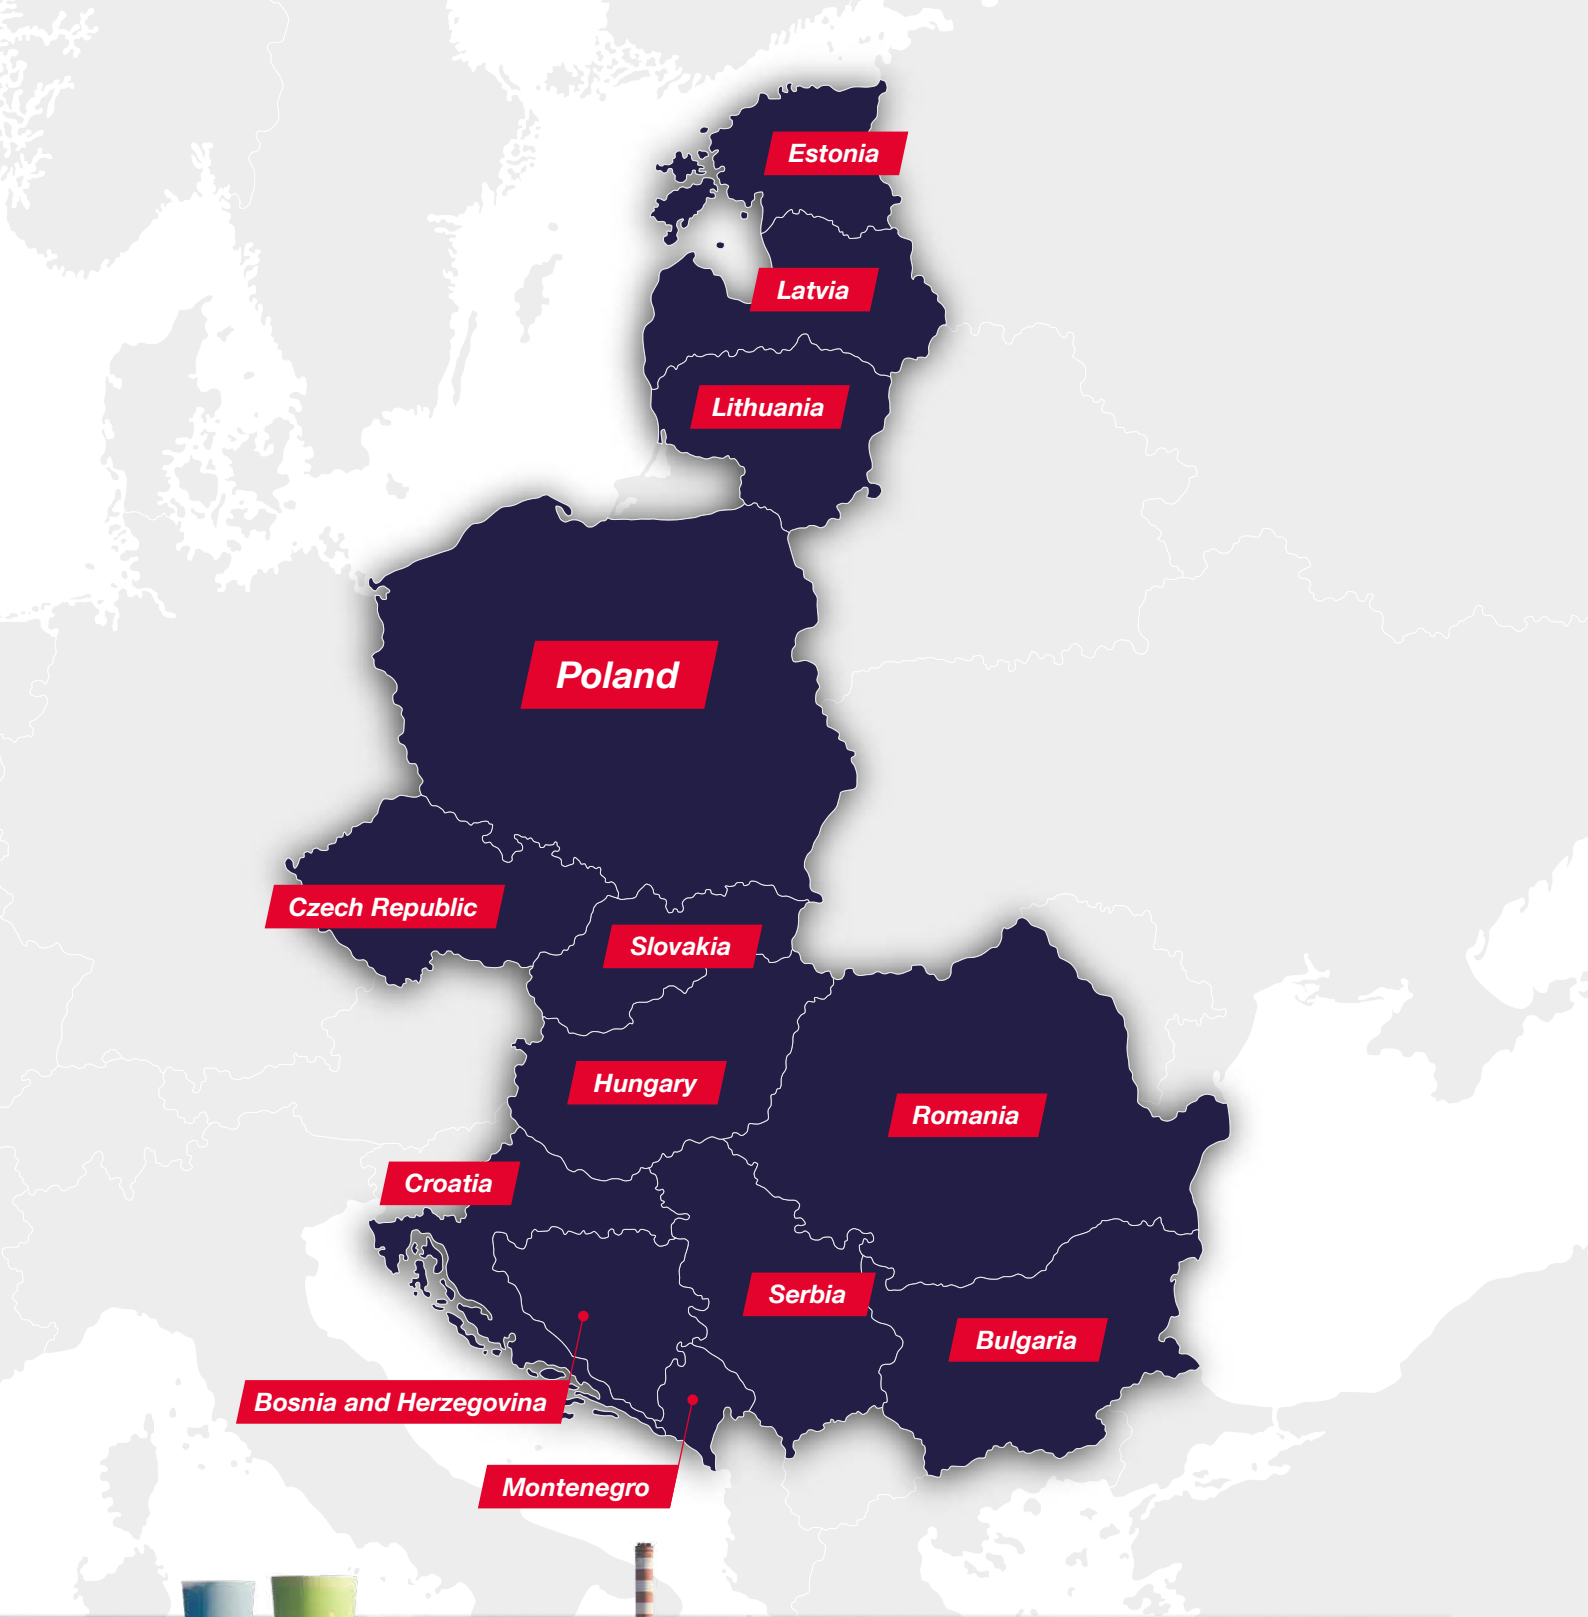 Estonia
Latvia
Lithuania
Poland
Czech Republic
Slovakia
Hungary
Romania
Croatia
Serbia
Bulgaria
Bosnia and Herzegovina
Montenegro